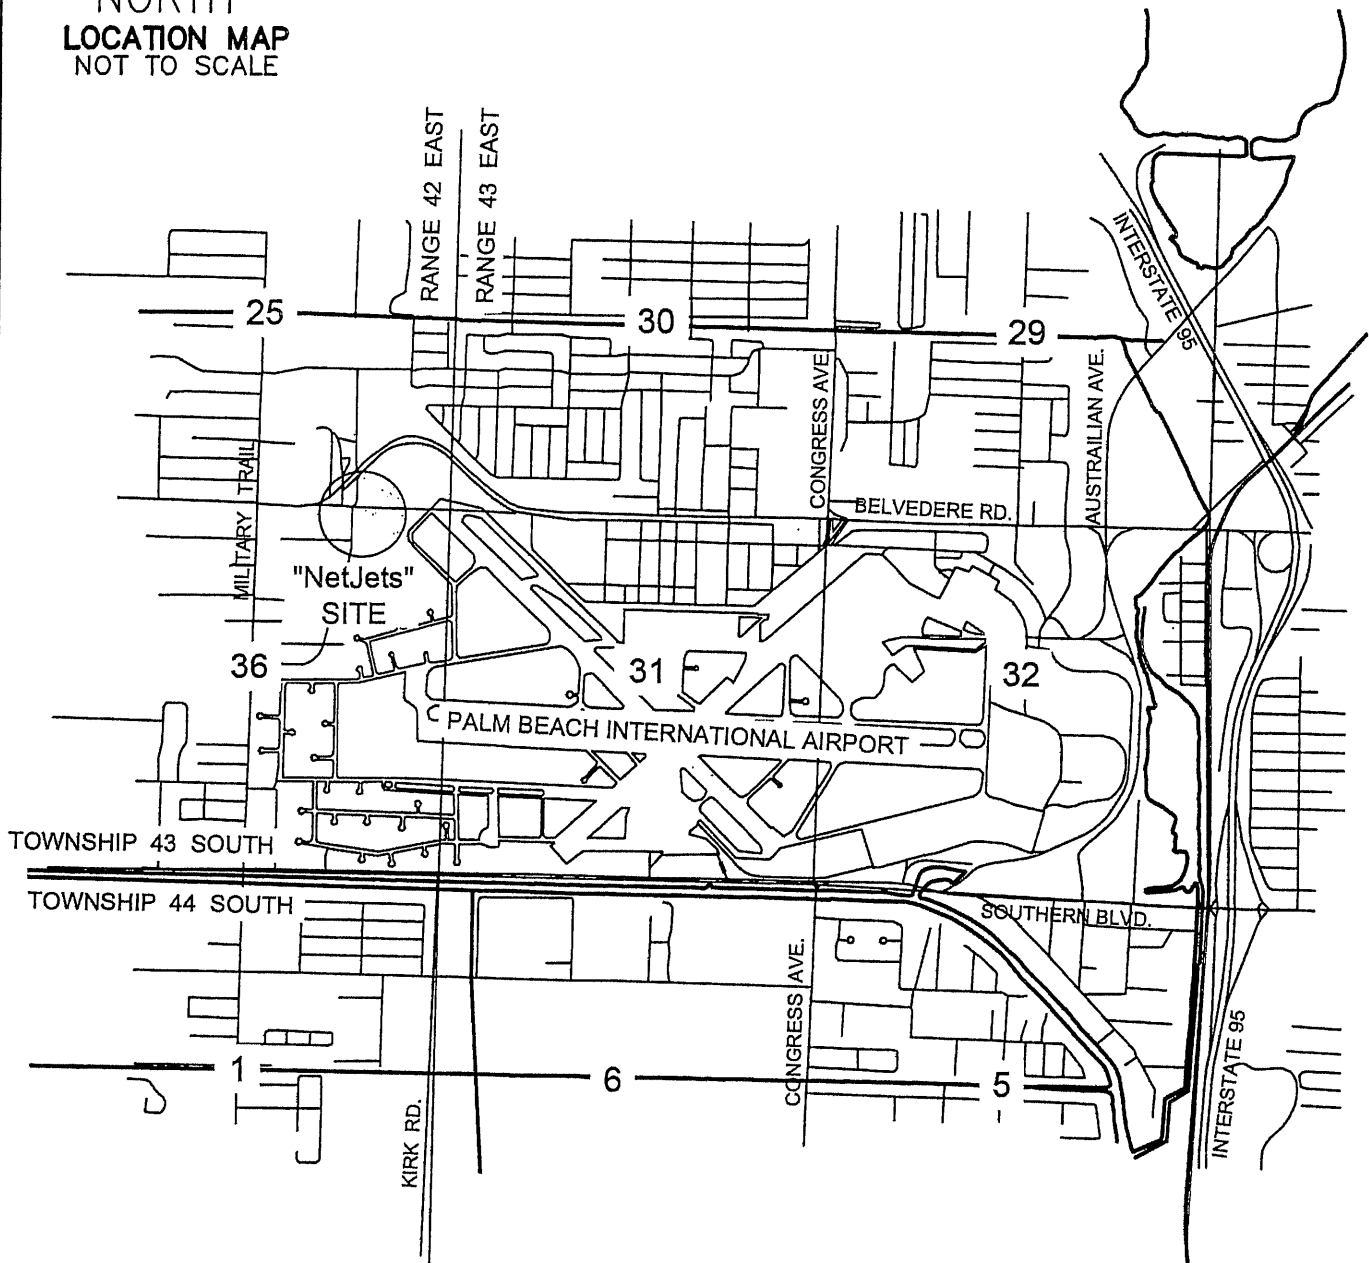 NORTH
LOCATION MAP
NOT TO SCALE
RANGE 42 EAST
RANGE 43 EAST
INTERSTATE 95
25
30
29
MILITARY TRAIL
CONGRESS AVE.
AUSTRAILIAN AVE.
BELVEDERE RD.
"NetJets"
SITE
36
31
32
PALM BEACH INTERNATIONAL AIRPORT
TOWNSHIP 43 SOUTH
TOWNSHIP 44 SOUTH
SOUTHERN BLVD.
CONGRESS AVE.
INTERSTATE 95
1
6
5
KIRK RD.